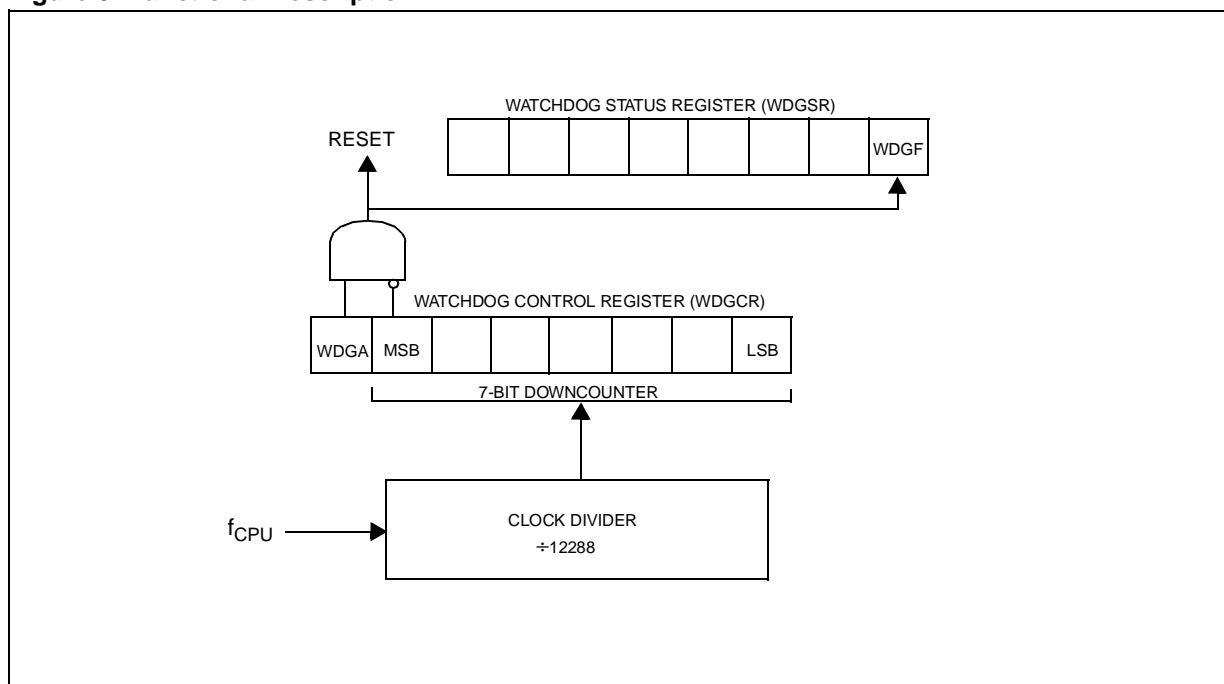 WATCHDOG STATUS REGISTER (WDGSR)
RESET
WDGF
WATCHDOG CONTROL REGISTER (WDGCR)
WDGA MSB LSB
7-BIT DOWNCOUNTER
fCPU
CLOCK DIVIDER
÷12288